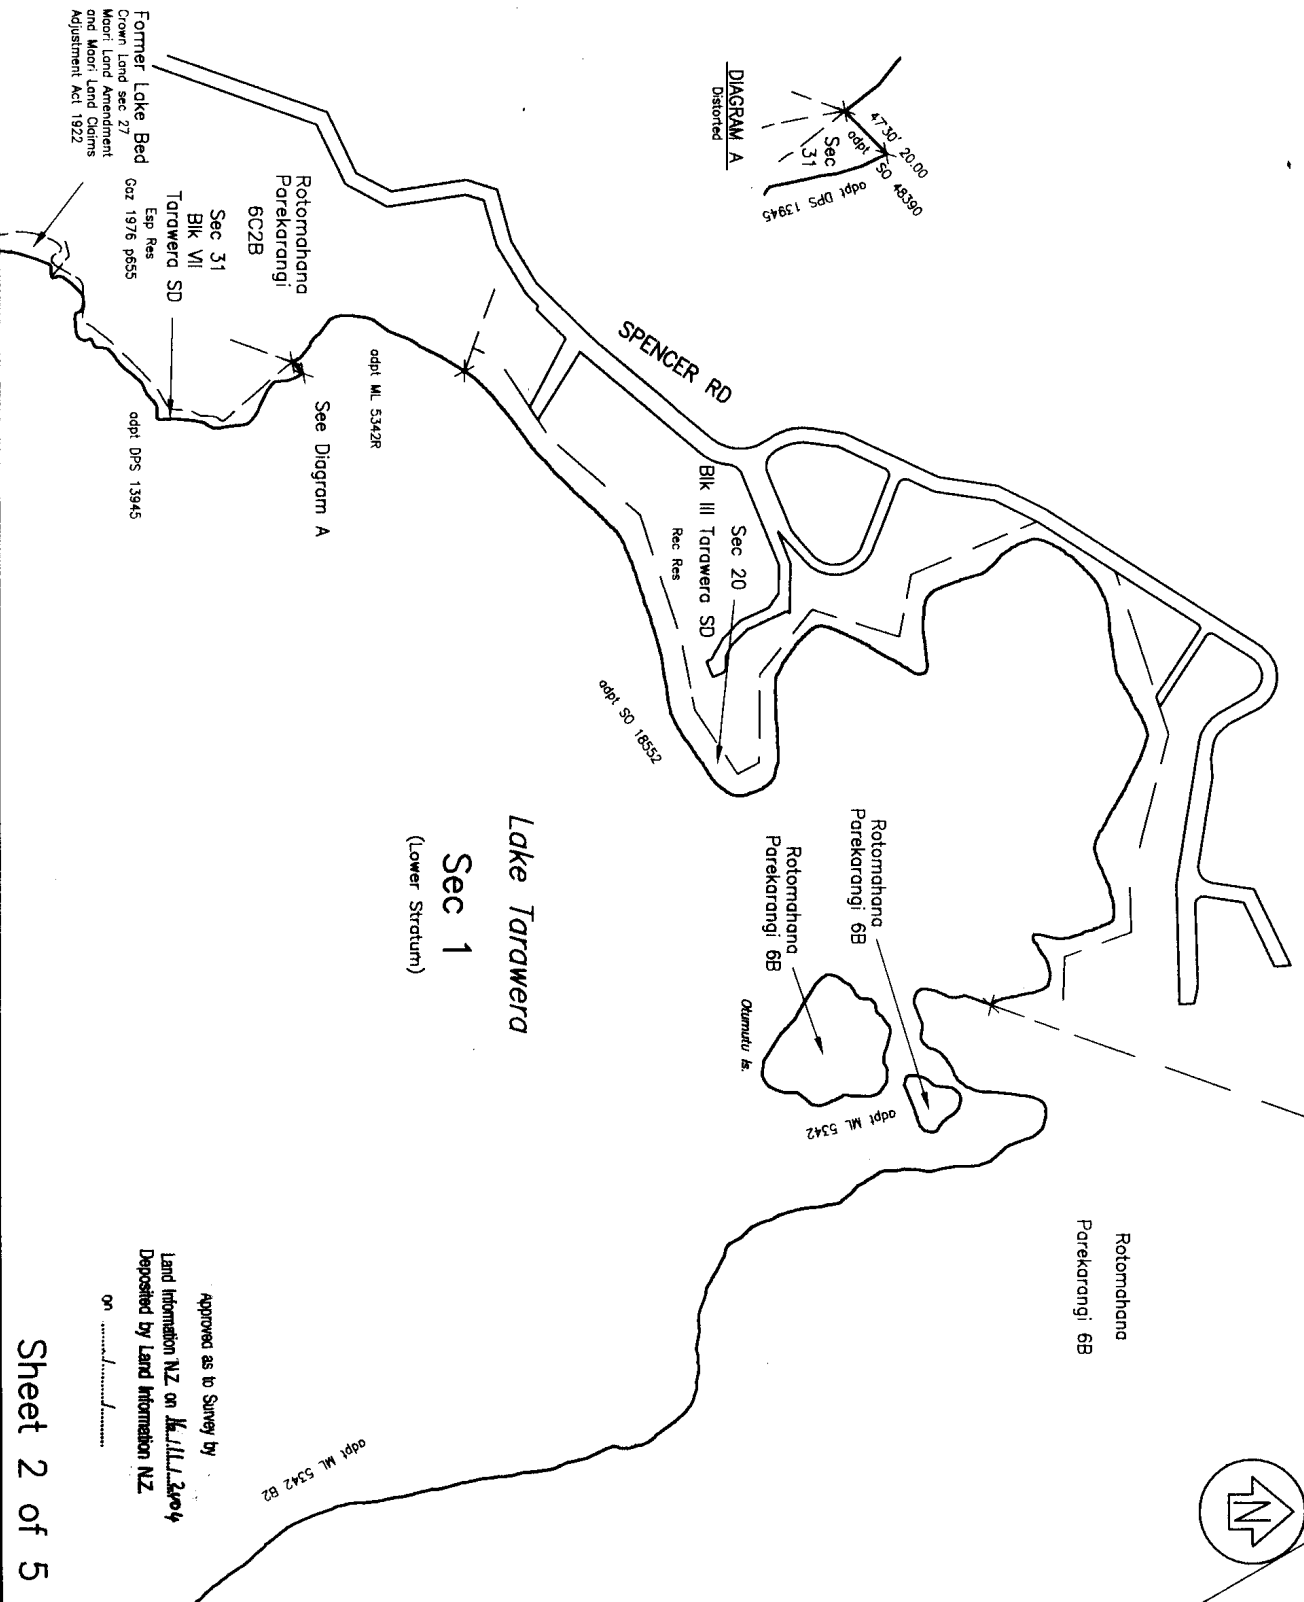 DIAGRAM A
Distorted
47°30' 20.00
adpt SO 48390
Sec
31
adpt DPS 13945
Former Lake Bed
Crown Land sec 27
Maori Land Amendment
and Maori Land Claims
Adjustment Act 1922
Rotomahana
Parekarangi
6C2B
Sec 31
Blk VII
Tarawera SD
Esp Res
Gaz 1976 p655
SPENCER RD
adpt ML 5342R
See Diagram A
adpt DPS 13945
Sec 20
Blk III Tarawera SD
Rec Res
adpt SO 18552
Lake Tarawera
Sec 1
(Lower Stratum)
Rotomahana
Parekarangi 6B
Rotomahana
Parekarangi 6B
Otumutu Is.
adpt ML 5342
Rotomahana
Parekarangi 6B
adpt ML 5342 B2
Approved as to Survey by
Land Information N.Z. on 16/11/2004
Deposited by Land Information N.Z.
on ......../........./.........
N
Sheet 2 of 5